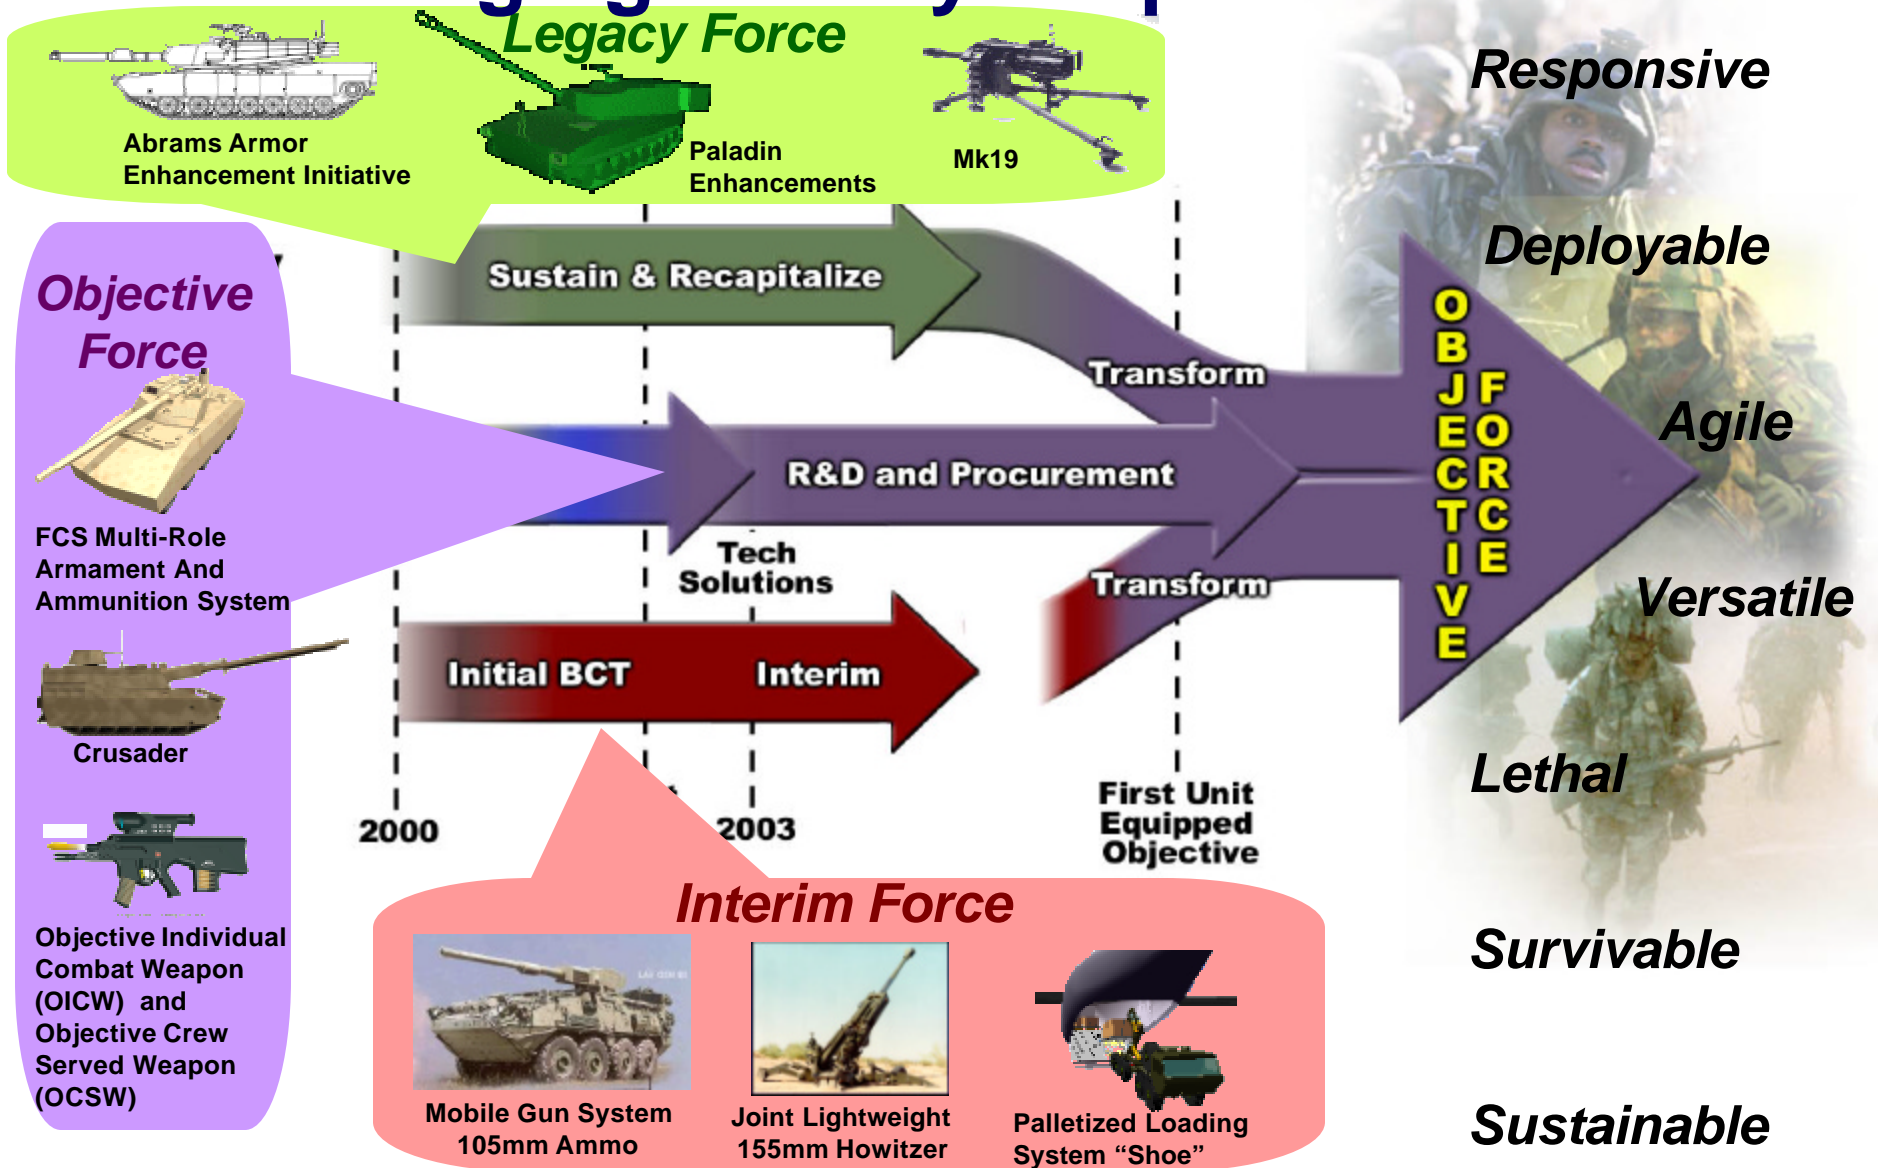 Legacy Force
Abrams Armor
Enhancement Initiative
Paladin
Enhancements
Mk19
Objective
Force
FCS Multi-Role
Armament And
Ammunition System
Crusader
Objective Individual
Combat Weapon
(OICW) and
Objective Crew
Served Weapon
(OCSW)
Sustain & Recapitalize
Transform
R&D and Procurement
Tech
Solutions
Transform
Initial BCT
Interim
2000
2003
First Unit
Equipped
Objective
OBJECTIVE
FORCE
Interim Force
Mobile Gun System
105mm Ammo
Joint Lightweight
155mm Howitzer
Palletized Loading
System “Shoe”
Responsive
Deployable
Agile
Versatile
Lethal
Survivable
Sustainable